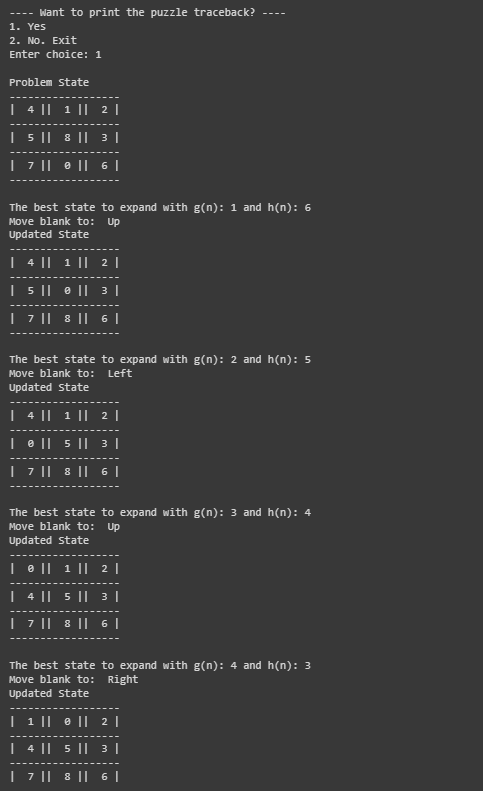 ---- Want to print the puzzle traceback? ----
1. Yes
2. No. Exit
Enter choice: 1
Problem State
------------------
|  4 ||  1 ||  2 |
------------------
|  5 ||  8 ||  3 |
------------------
|  7 ||  0 ||  6 |
------------------
The best state to expand with g(n): 1 and h(n): 6
Move blank to:  Up
Updated State
------------------
|  4 ||  1 ||  2 |
------------------
|  5 ||  0 ||  3 |
------------------
|  7 ||  8 ||  6 |
------------------
The best state to expand with g(n): 2 and h(n): 5
Move blank to:  Left
Updated State
------------------
|  4 ||  1 ||  2 |
------------------
|  0 ||  5 ||  3 |
------------------
|  7 ||  8 ||  6 |
------------------
The best state to expand with g(n): 3 and h(n): 4
Move blank to:  Up
Updated State
------------------
|  0 ||  1 ||  2 |
------------------
|  4 ||  5 ||  3 |
------------------
|  7 ||  8 ||  6 |
------------------
The best state to expand with g(n): 4 and h(n): 3
Move blank to:  Right
Updated State
------------------
|  1 ||  0 ||  2 |
------------------
|  4 ||  5 ||  3 |
------------------
|  7 ||  8 ||  6 |